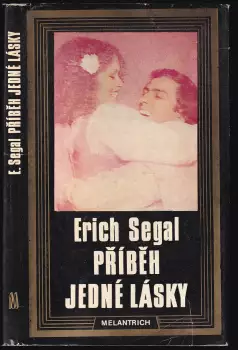 E. Segal PŘÍBĚH JEDNÉ LÁSKY
M
Erich Segal
PŘÍBĚH
JEDNÉ LÁSKY
MELANTRICH